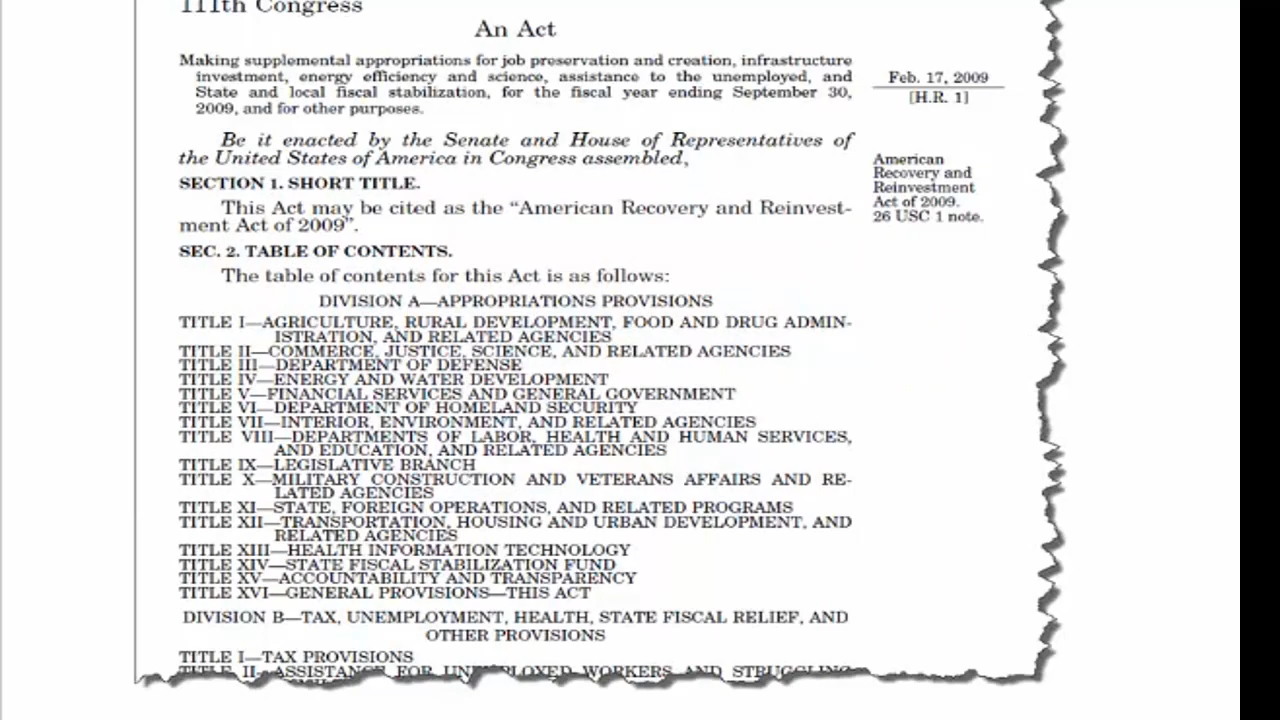 111th Congress
An Act
Making supplemental appropriations for job preservation and creation, infrastructure
investment, energy efficiency and science, assistance to the unemployed, and
State and local fiscal stabilization, for the fiscal year ending September 30,
2009, and for other purposes.
Feb. 17, 2009
[H.R. 1]
Be it enacted by the Senate and House of Representatives of
the United States of America in Congress assembled,
American
Recovery and
Reinvestment
Act of 2009.
26 USC 1 note.
SECTION 1. SHORT TITLE.
This Act may be cited as the “American Recovery and Reinvest-
ment Act of 2009”.
SEC. 2. TABLE OF CONTENTS.
The table of contents for this Act is as follows:
DIVISION A—APPROPRIATIONS PROVISIONS
TITLE I—AGRICULTURE, RURAL DEVELOPMENT, FOOD AND DRUG ADMIN-
ISTRATION, AND RELATED AGENCIES
TITLE II—COMMERCE, JUSTICE, SCIENCE, AND RELATED AGENCIES
TITLE III—DEPARTMENT OF DEFENSE
TITLE IV—ENERGY AND WATER DEVELOPMENT
TITLE V—FINANCIAL SERVICES AND GENERAL GOVERNMENT
TITLE VI—DEPARTMENT OF HOMELAND SECURITY
TITLE VII—INTERIOR, ENVIRONMENT, AND RELATED AGENCIES
TITLE VIII—DEPARTMENTS OF LABOR, HEALTH AND HUMAN SERVICES,
AND EDUCATION, AND RELATED AGENCIES
TITLE IX—LEGISLATIVE BRANCH
TITLE X—MILITARY CONSTRUCTION AND VETERANS AFFAIRS AND RE-
LATED AGENCIES
TITLE XI—STATE, FOREIGN OPERATIONS, AND RELATED PROGRAMS
TITLE XII—TRANSPORTATION, HOUSING AND URBAN DEVELOPMENT, AND
RELATED AGENCIES
TITLE XIII—HEALTH INFORMATION TECHNOLOGY
TITLE XIV—STATE FISCAL STABILIZATION FUND
TITLE XV—ACCOUNTABILITY AND TRANSPARENCY
TITLE XVI—GENERAL PROVISIONS—THIS ACT
DIVISION B—TAX, UNEMPLOYMENT, HEALTH, STATE FISCAL RELIEF, AND
OTHER PROVISIONS
TITLE I—TAX PROVISIONS
TITLE II—ASSISTANCE FOR UNEMPLOYED WORKERS AND STRUGGLING